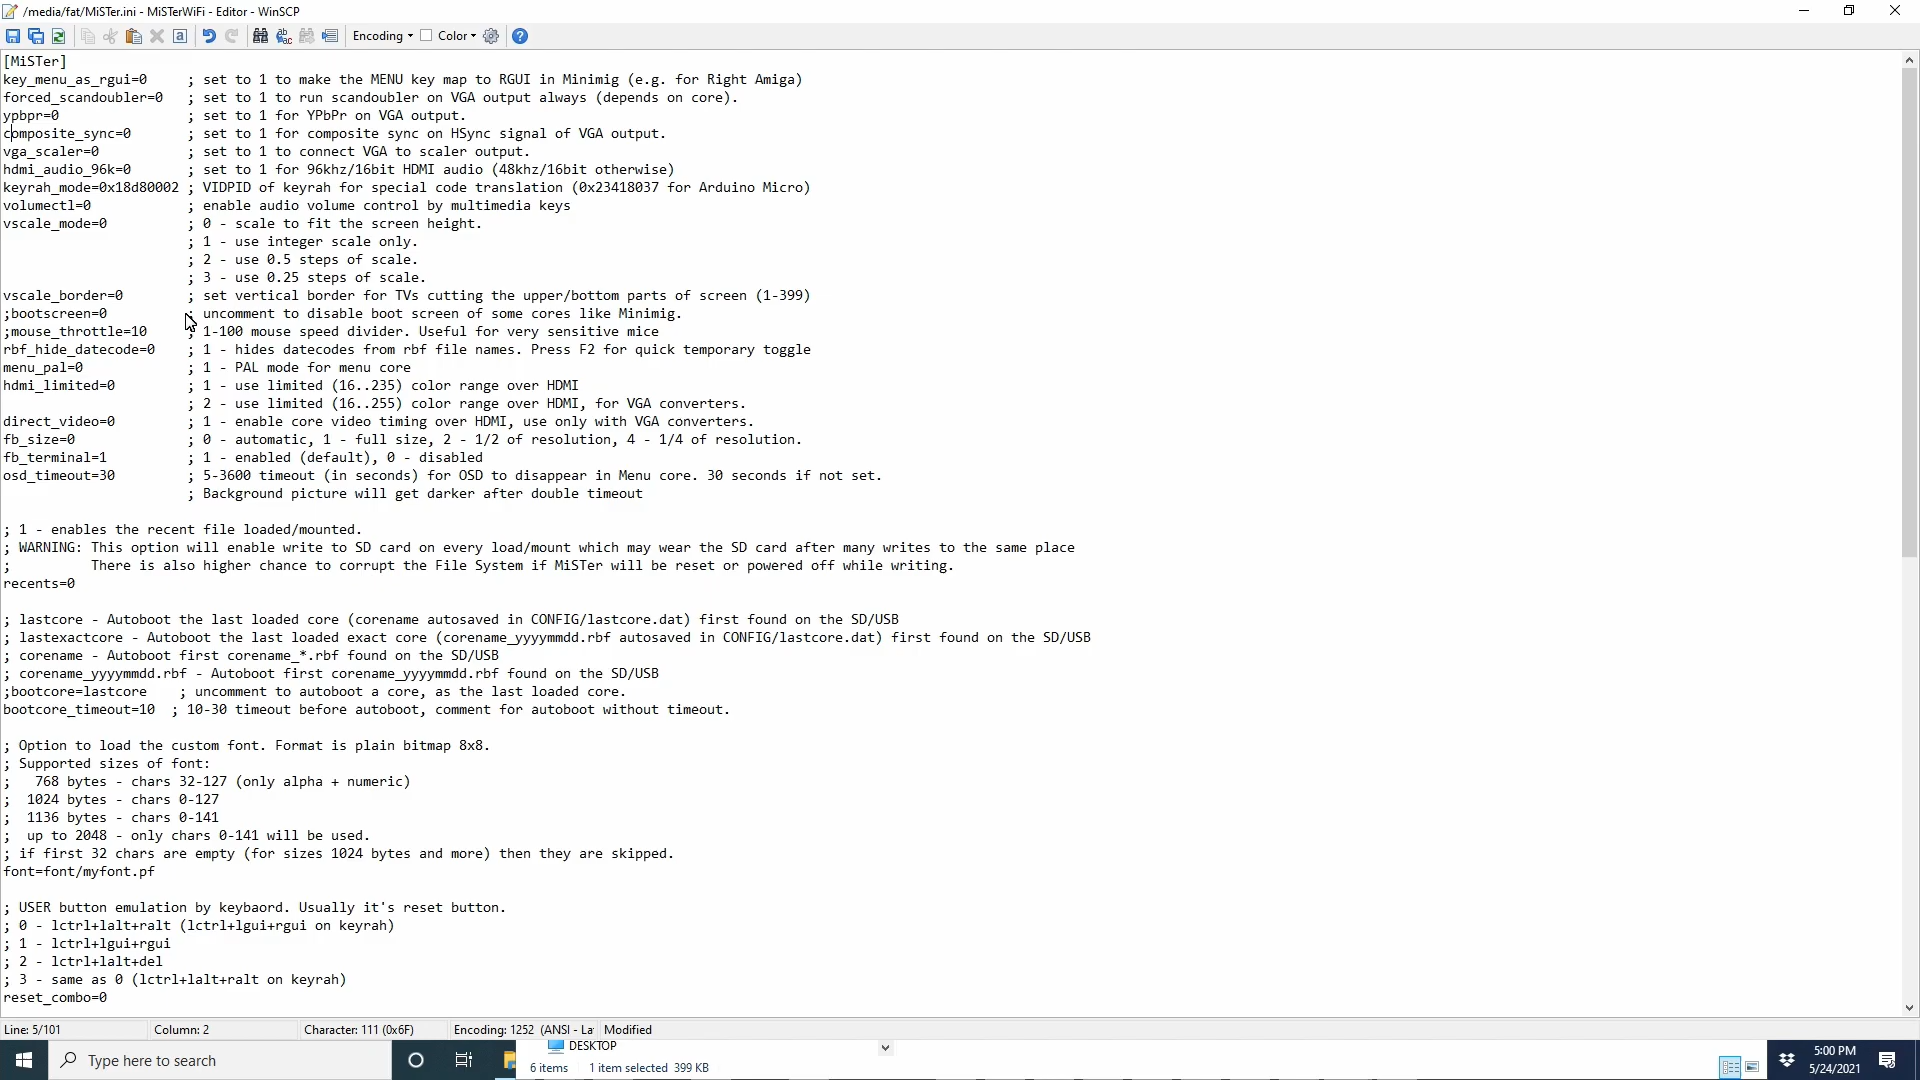 /media/fat/MiSTer.ini - MiSTerWiFi - Editor - WinSCP
Encoding Color
[MiSTer]
key_menu_as_rgui=0 ; set to 1 to make the MENU key map to RGUI in Minimig (e.g. for Right Amiga)
forced_scandoubler=0 ; set to 1 to run scandoubler on VGA output always (depends on core).
ypbpr=0 ; set to 1 for YPbPr on VGA output.
composite_sync=0 ; set to 1 for composite sync on HSync signal of VGA output.
vga_scaler=0 ; set to 1 to connect VGA to scaler output.
hdmi_audio_96k=0 ; set to 1 for 96khz/16bit HDMI audio (48khz/16bit otherwise)
keyrah_mode=0x18d80002 ; VIDPID of keyrah for special code translation (0x23418037 for Arduino Micro)
volumectl=0 ; enable audio volume control by multimedia keys
vscale_mode=0 ; 0 - scale to fit the screen height.
; 1 - use integer scale only.
; 2 - use 0.5 steps of scale.
; 3 - use 0.25 steps of scale.
vscale_border=0 ; set vertical border for TVs cutting the upper/bottom parts of screen (1-399)
;bootscreen=0 ; uncomment to disable boot screen of some cores like Minimig.
;mouse_throttle=10 ; 1-100 mouse speed divider. Useful for very sensitive mice
rbf_hide_datecode=0 ; 1 - hides datecodes from rbf file names. Press F2 for quick temporary toggle
menu_pal=0 ; 1 - PAL mode for menu core
hdmi_limited=0 ; 1 - use limited (16..235) color range over HDMI
; 2 - use limited (16..255) color range over HDMI, for VGA converters.
direct_video=0 ; 1 - enable core video timing over HDMI, use only with VGA converters.
fb_size=0 ; 0 - automatic, 1 - full size, 2 - 1/2 of resolution, 4 - 1/4 of resolution.
fb_terminal=1 ; 1 - enabled (default), 0 - disabled
osd_timeout=30 ; 5-3600 timeout (in seconds) for OSD to disappear in Menu core. 30 seconds if not set.
; Background picture will get darker after double timeout
; 1 - enables the recent file loaded/mounted.
; WARNING: This option will enable write to SD card on every load/mount which may wear the SD card after many writes to the same place
; There is also higher chance to corrupt the File System if MiSTer will be reset or powered off while writing.
recents=0
; lastcore - Autoboot the last loaded core (corename autosaved in CONFIG/lastcore.dat) first found on the SD/USB
; lastexactcore - Autoboot the last loaded exact core (corename_yyyymmdd.rbf autosaved in CONFIG/lastcore.dat) first found on the SD/USB
; corename - Autoboot first corename_*.rbf found on the SD/USB
; corename_yyyymmdd.rbf - Autoboot first corename_yyyymmdd.rbf found on the SD/USB
;bootcore=lastcore ; uncomment to autoboot a core, as the last loaded core.
bootcore_timeout=10 ; 10-30 timeout before autoboot, comment for autoboot without timeout.
; Option to load the custom font. Format is plain bitmap 8x8.
; Supported sizes of font:
; 768 bytes - chars 32-127 (only alpha + numeric)
; 1024 bytes - chars 0-127
; 1136 bytes - chars 0-141
; up to 2048 - only chars 0-141 will be used.
; if first 32 chars are empty (for sizes 1024 bytes and more) then they are skipped.
font=font/myfont.pf
; USER button emulation by keybaord. Usually it's reset button.
; 0 - lctrl+lalt+ralt (lctrl+lgui+rgui on keyrah)
; 1 - lctrl+lgui+rgui
; 2 - lctrl+lalt+del
; 3 - same as 0 (lctrl+lalt+ralt on keyrah)
reset_combo=0
Line: 5/101 Column: 2 Character: 111 (0x6F) Encoding: 1252 (ANSI - La Modified
DESKTOP
Type here to search
6 items 1 item selected 399 KB
5:00 PM
5/24/2021